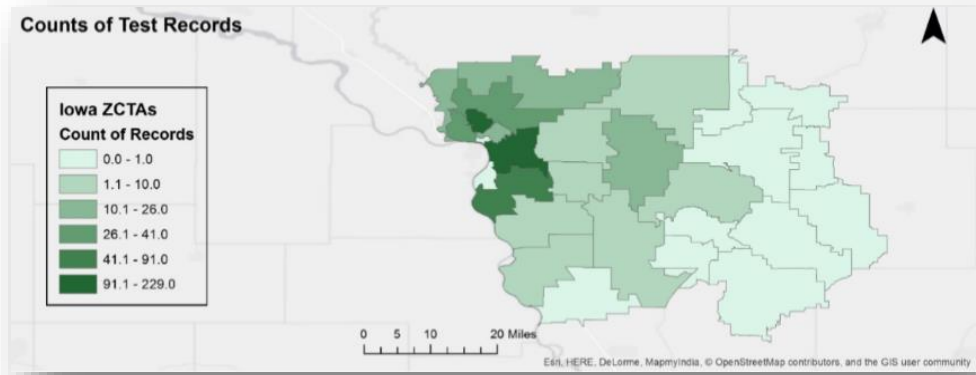 Counts of Test Records
Iowa ZCTAs
Count of Records
0.0 - 1.0
1.1 - 10.0
10.1 - 26.0
26.1 - 41.0
41.1 - 91.0
91.1 - 229.0
0 5 10 20 Miles
Esri, HERE, DeLorme, MapmyIndia, © OpenStreetMap contributors, and the GIS user community